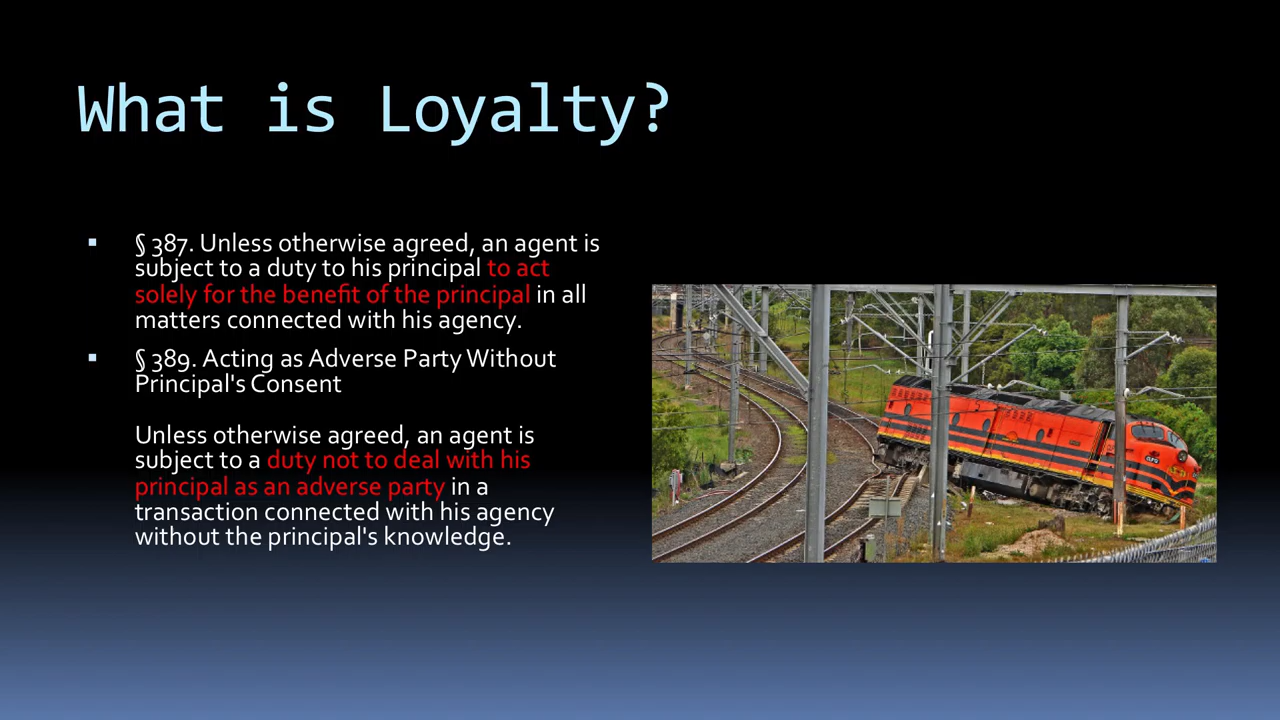 What is Loyalty?
▪ § 387. Unless otherwise agreed, an agent is
subject to a duty to his principal to act
solely for the benefit of the principal in all
matters connected with his agency.
▪ § 389. Acting as Adverse Party Without
Principal's Consent
Unless otherwise agreed, an agent is
subject to a duty not to deal with his
principal as an adverse party in a
transaction connected with his agency
without the principal's knowledge.